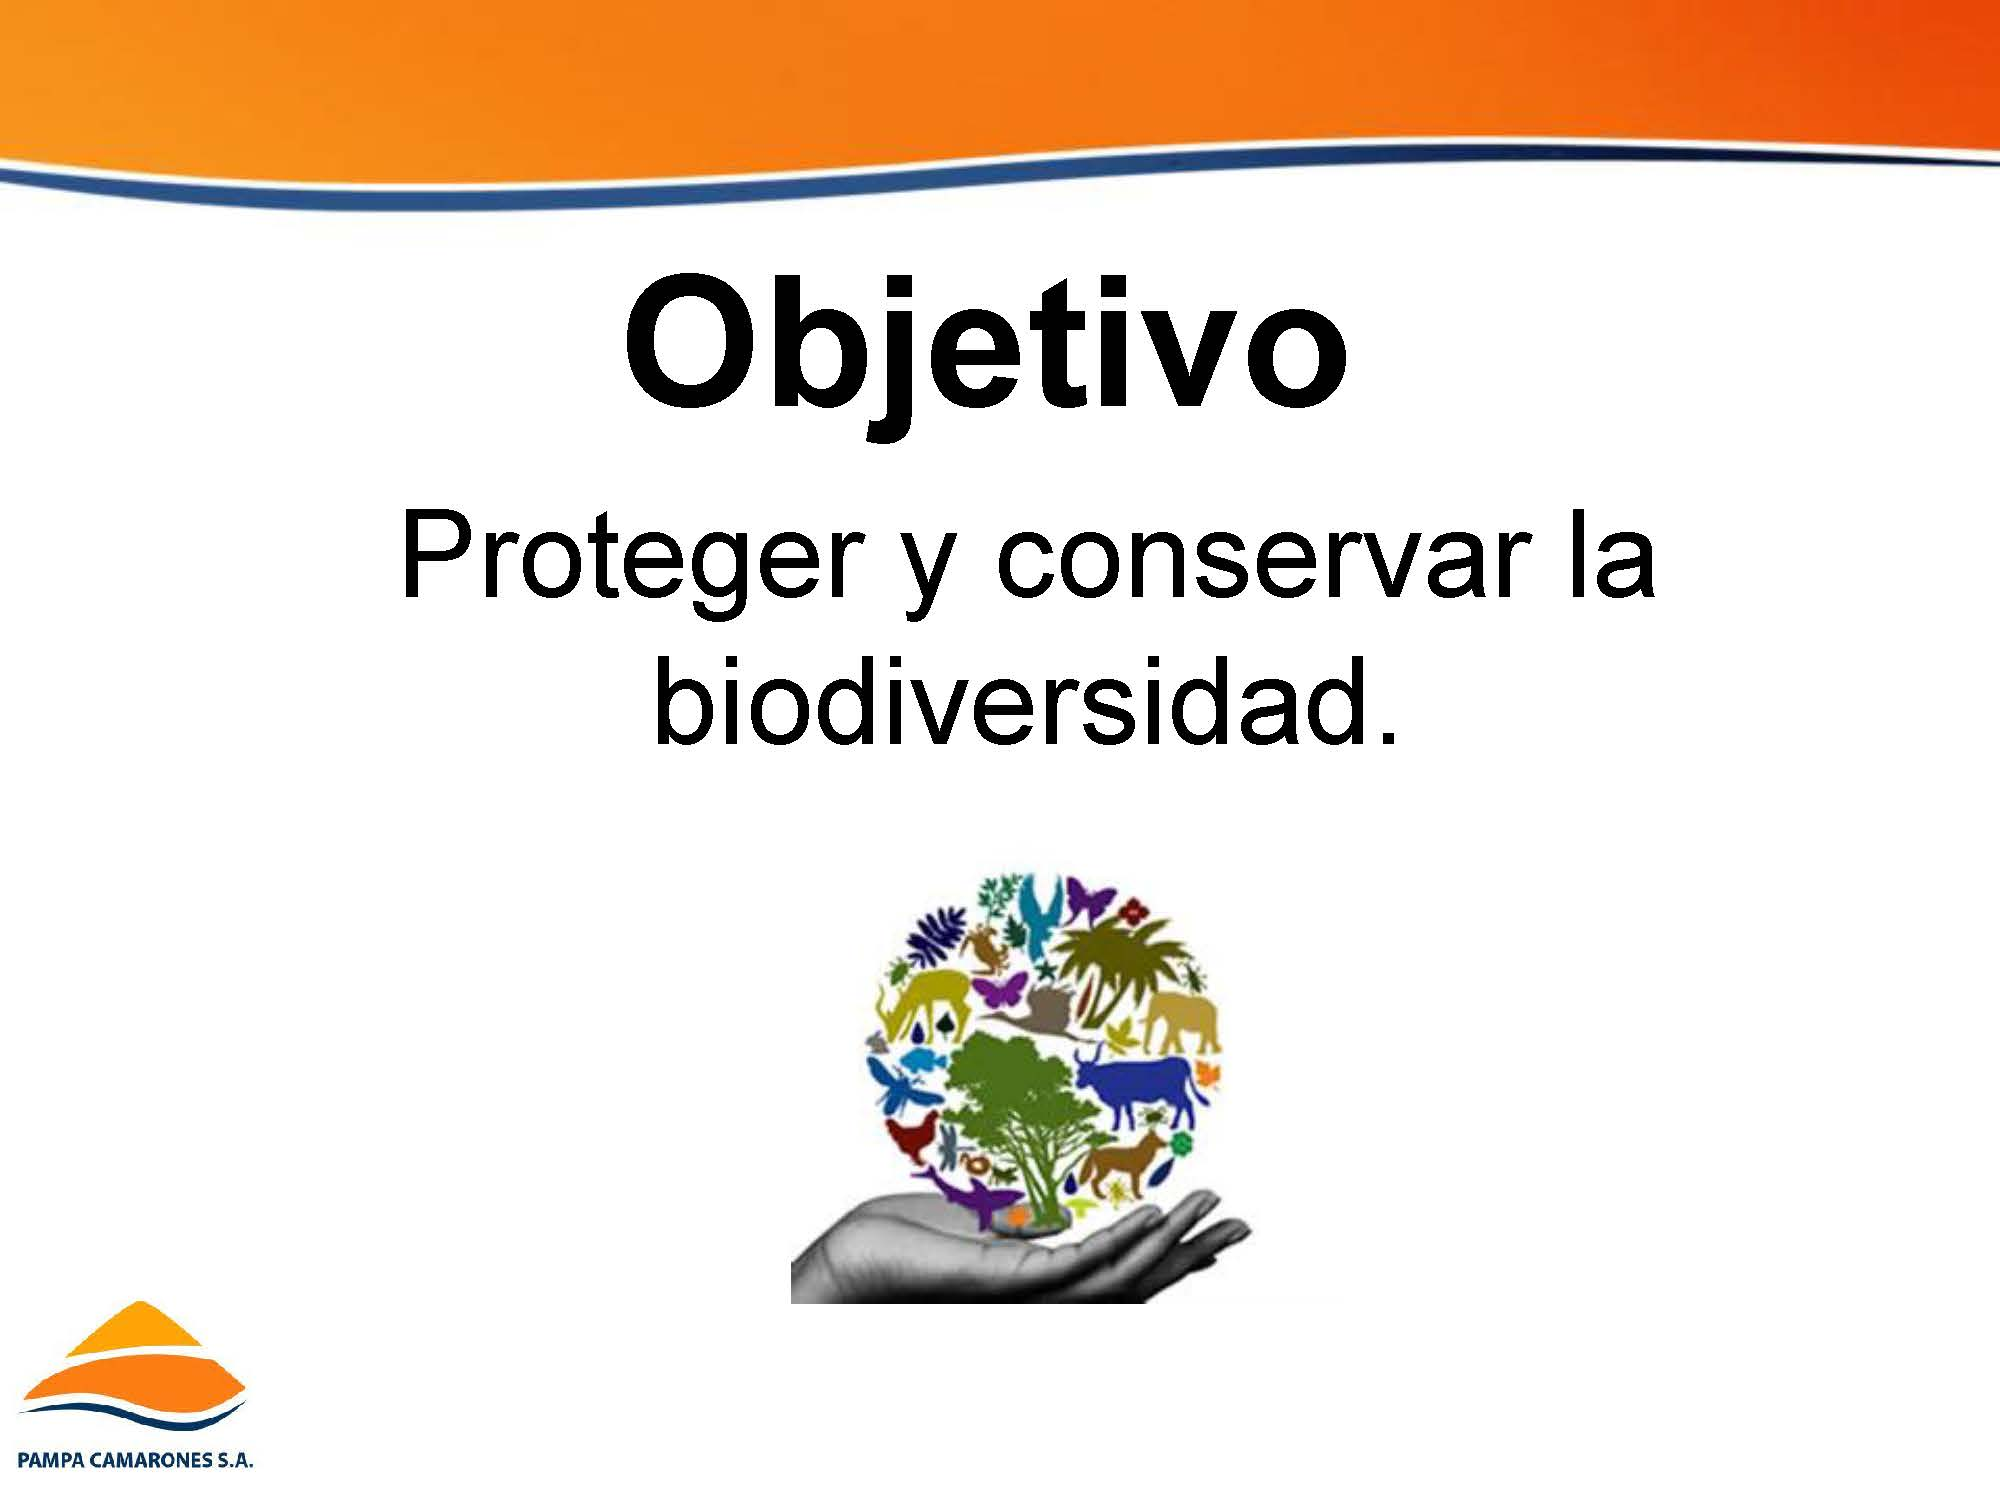 Objetivo
Proteger y conservar la
biodiversidad.
PAMPA CAMARONES S.A.